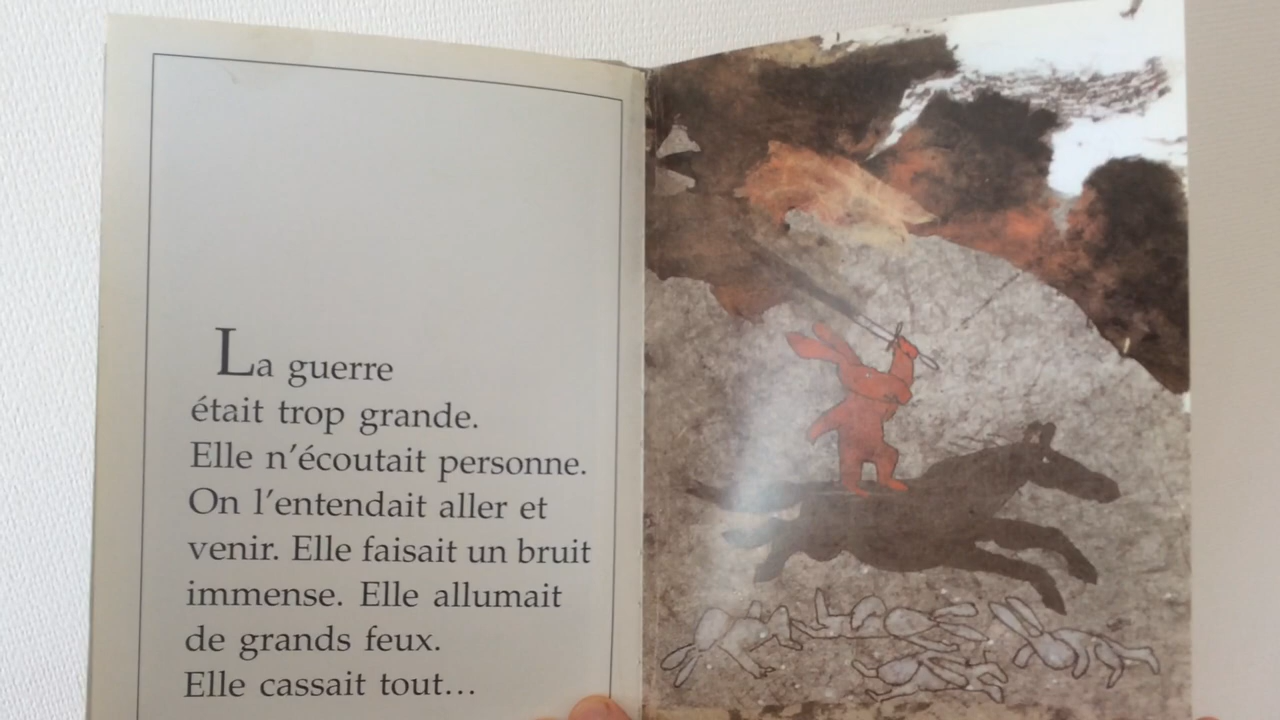 La guerre
était trop grande.
Elle n'écoutait personne.
On l'entendait aller et
venir. Elle faisait un bruit
immense. Elle allumait
de grands feux.
Elle cassait tout…